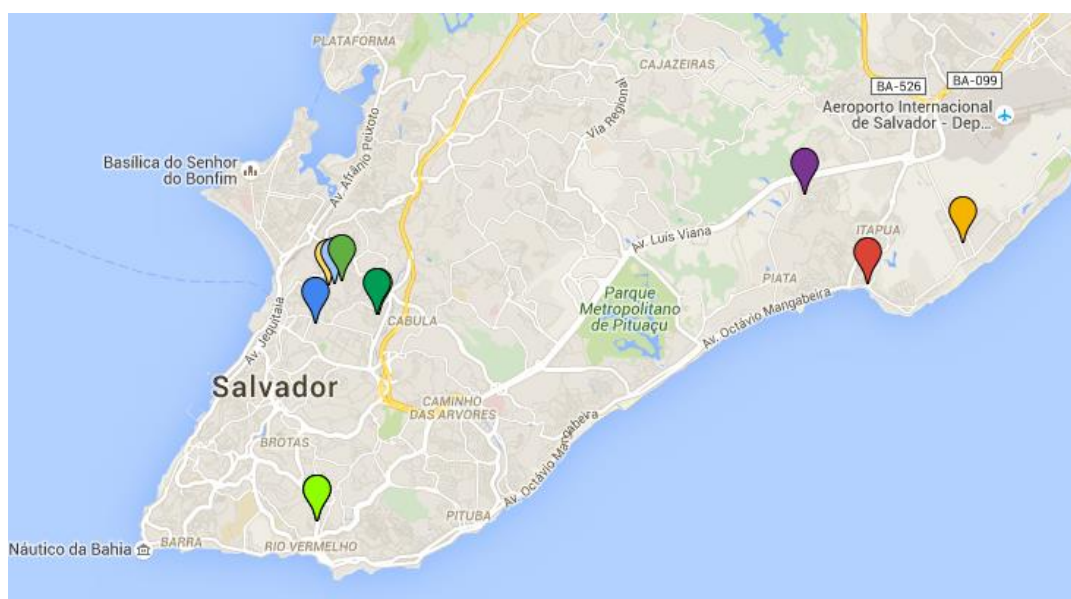 PLATAFORMA
CAJAZEIRAS
BA-526
BA-099
Aeroporto Internacional
de Salvador - Dep...
Via Regional
Av. Afrânio Peixoto
Basílica do Senhor
do Bonfim
Av. Luís Viana
ITAPUA
PIATA
Parque
Metropolitano
de Pituaçu
Av. Octávio Mangabeira
Av. Jequitaia
CABULA
Salvador
CAMINHO
DAS ARVORES
BROTAS
Av. Octávio Mangabeira
PITUBA
Náutico da Bahia
BARRA
RIO VERMELHO